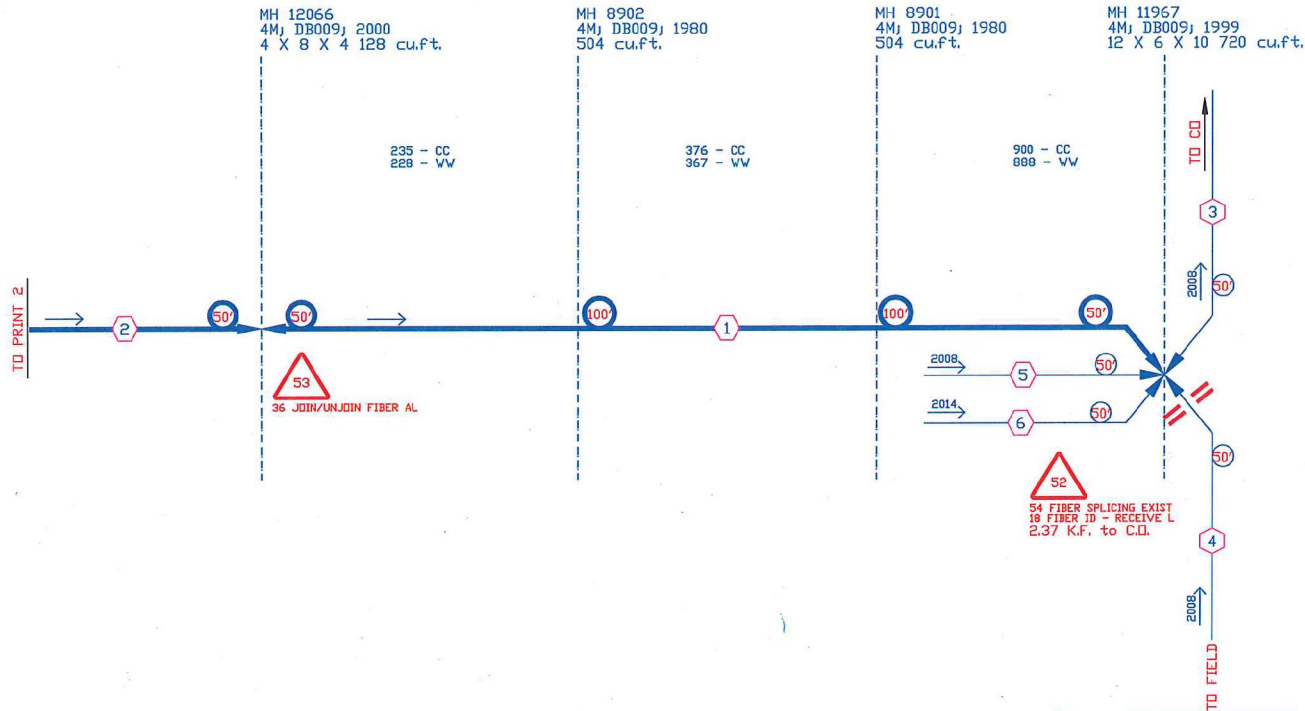 MH 12066
4M; DB009; 2000
4 X 8 X 4 128 cu.ft.
MH 8902
4M; DB009; 1980
504 cu.ft.
MH 8901
4M; DB009; 1980
504 cu.ft.
MH 11967
4M; DB009; 1999
12 X 6 X 10 720 cu.ft.
235 - CC
228 - WW
376 - CC
367 - WW
900 - CC
888 - WW
TO CO
3
2008
50'
TO PRINT 2
2
50'
50'
100'
1
100'
50'
53
36 JOIN/UNJOIN FIBER AL
2008
5
50'
2014
6
50'
50'
52
54 FIBER SPLICING EXIST
18 FIBER ID - RECEIVE L
2.37 K.F. to C.O.
4
2008
TO FIELD